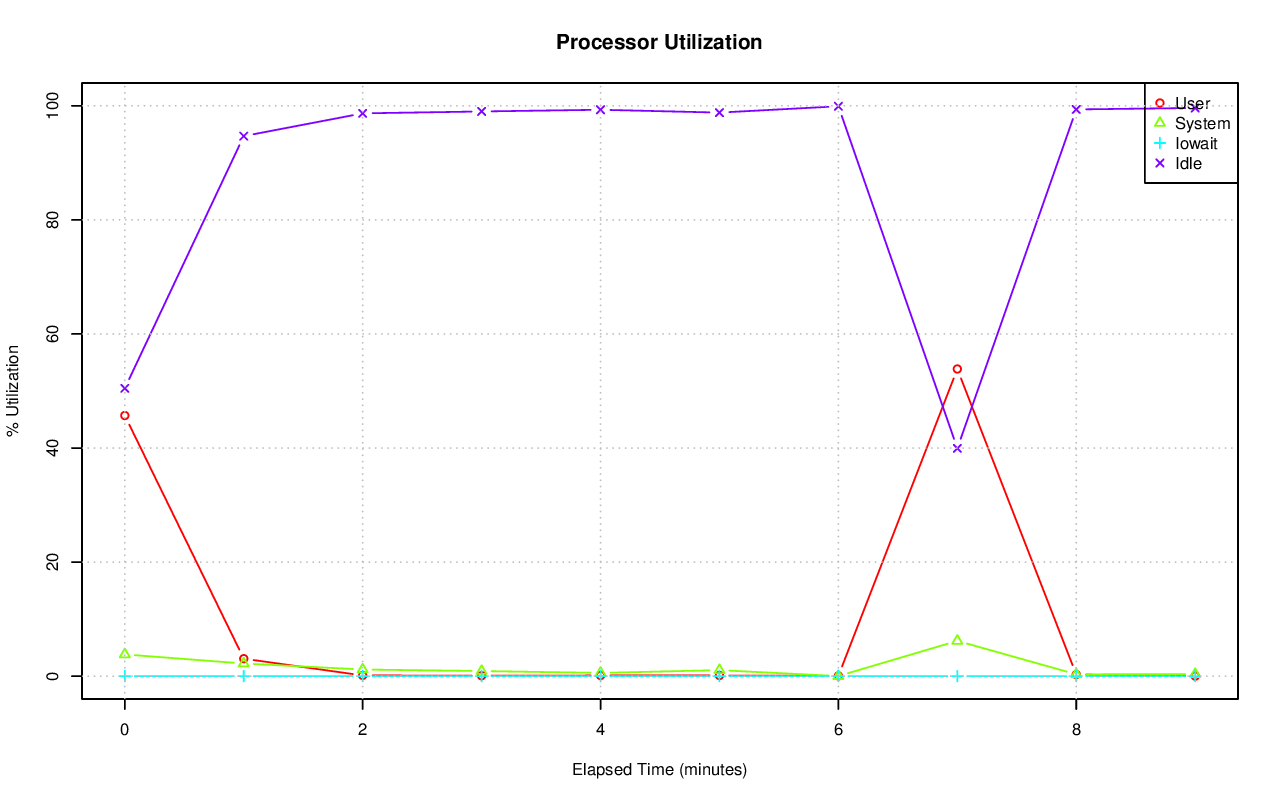 Processor Utilization
User
System
Iowait
Idle
100
80
60
40
20
0
% Utilization
0 2 4 6 8
Elapsed Time (minutes)